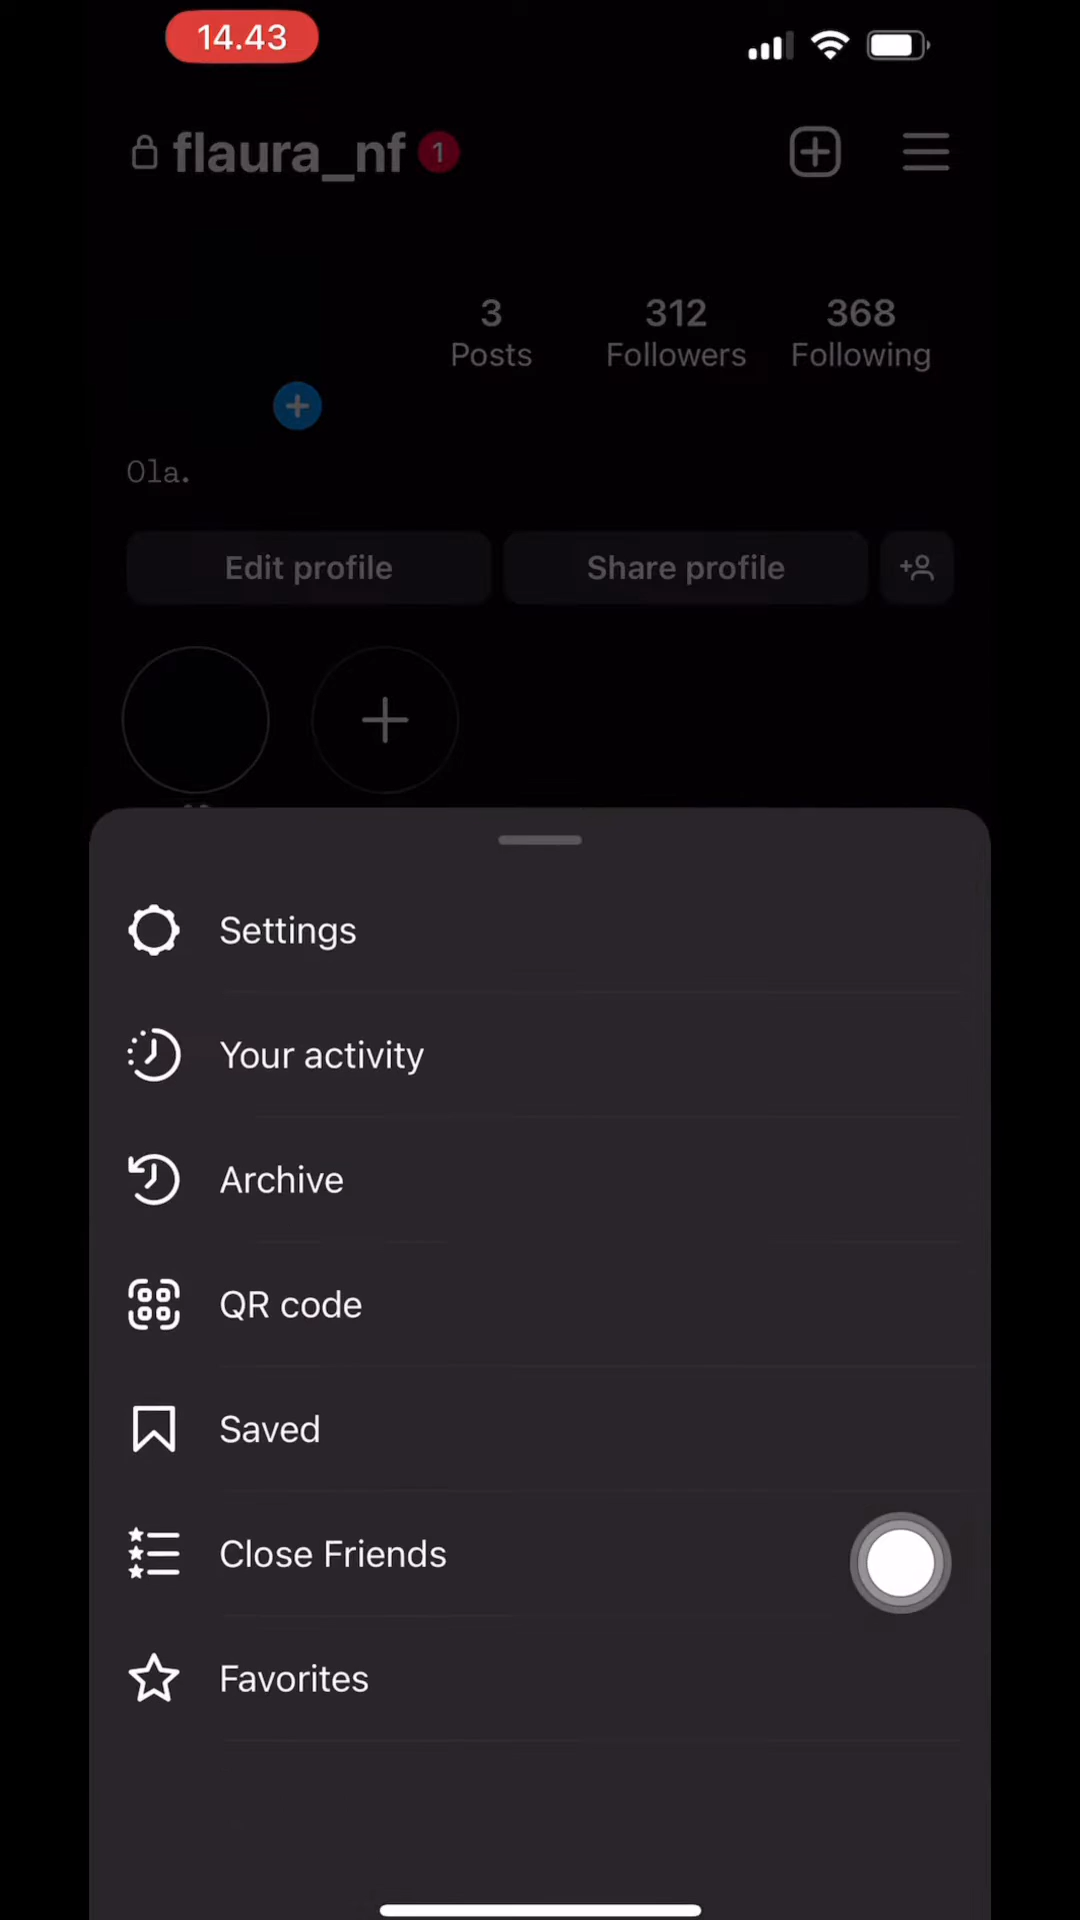 14.43
flaura_nf 1
3 312 368
Posts Followers Following
Ola.
Edit profile Share profile
Settings
Your activity
Archive
QR code
Saved
Close Friends
Favorites